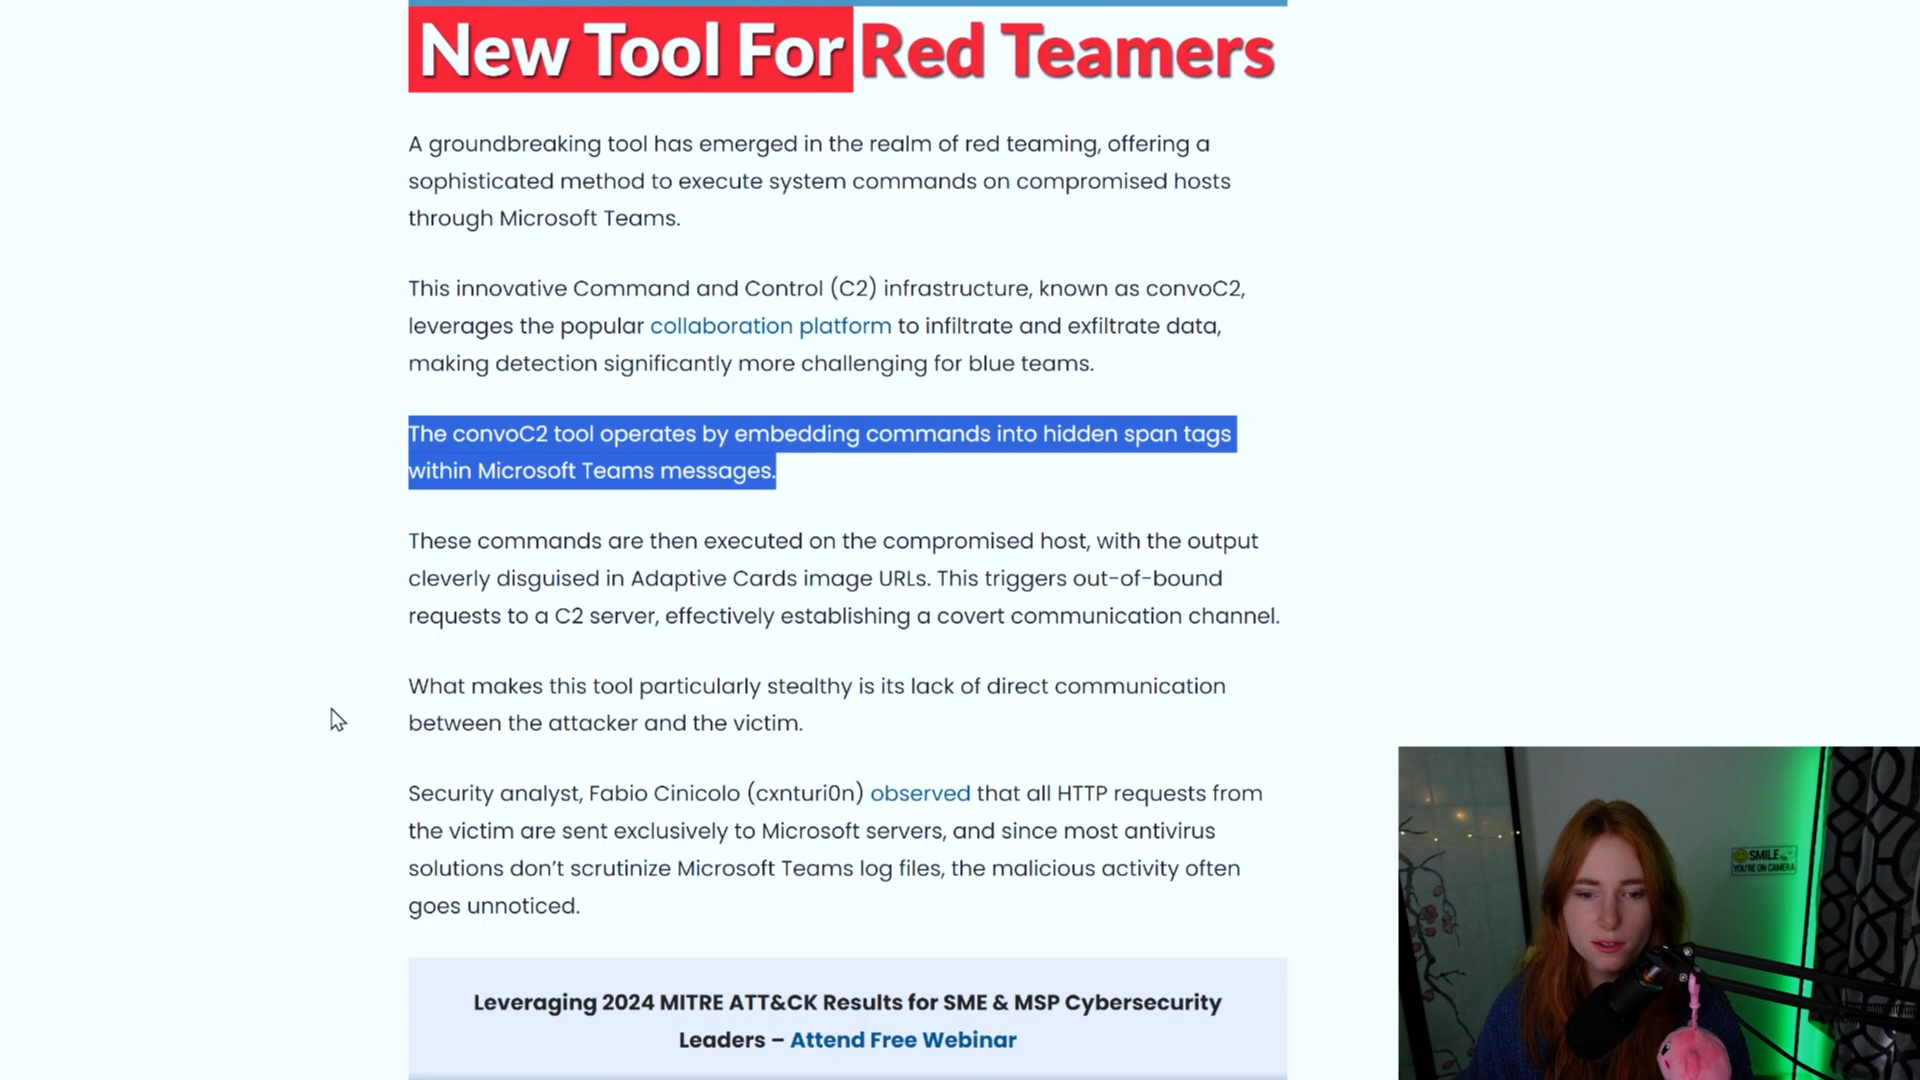 New Tool For Red Teamers
A groundbreaking tool has emerged in the realm of red teaming, offering a
sophisticated method to execute system commands on compromised hosts
through Microsoft Teams.
This innovative Command and Control (C2) infrastructure, known as convoC2,
leverages the popular collaboration platform to infiltrate and exfiltrate data,
making detection significantly more challenging for blue teams.
The convoC2 tool operates by embedding commands into hidden span tags
within Microsoft Teams messages.
These commands are then executed on the compromised host, with the output
cleverly disguised in Adaptive Cards image URLs. This triggers out-of-bound
requests to a C2 server, effectively establishing a covert communication channel.
What makes this tool particularly stealthy is its lack of direct communication
between the attacker and the victim.
Security analyst, Fabio Cinicolo (cxnturi0n) observed that all HTTP requests from
the victim are sent exclusively to Microsoft servers, and since most antivirus
solutions don't scrutinize Microsoft Teams log files, the malicious activity often
goes unnoticed.
Leveraging 2024 MITRE ATT&CK Results for SME & MSP Cybersecurity
Leaders – Attend Free Webinar
SMILE
YOU'RE ON CAMERA